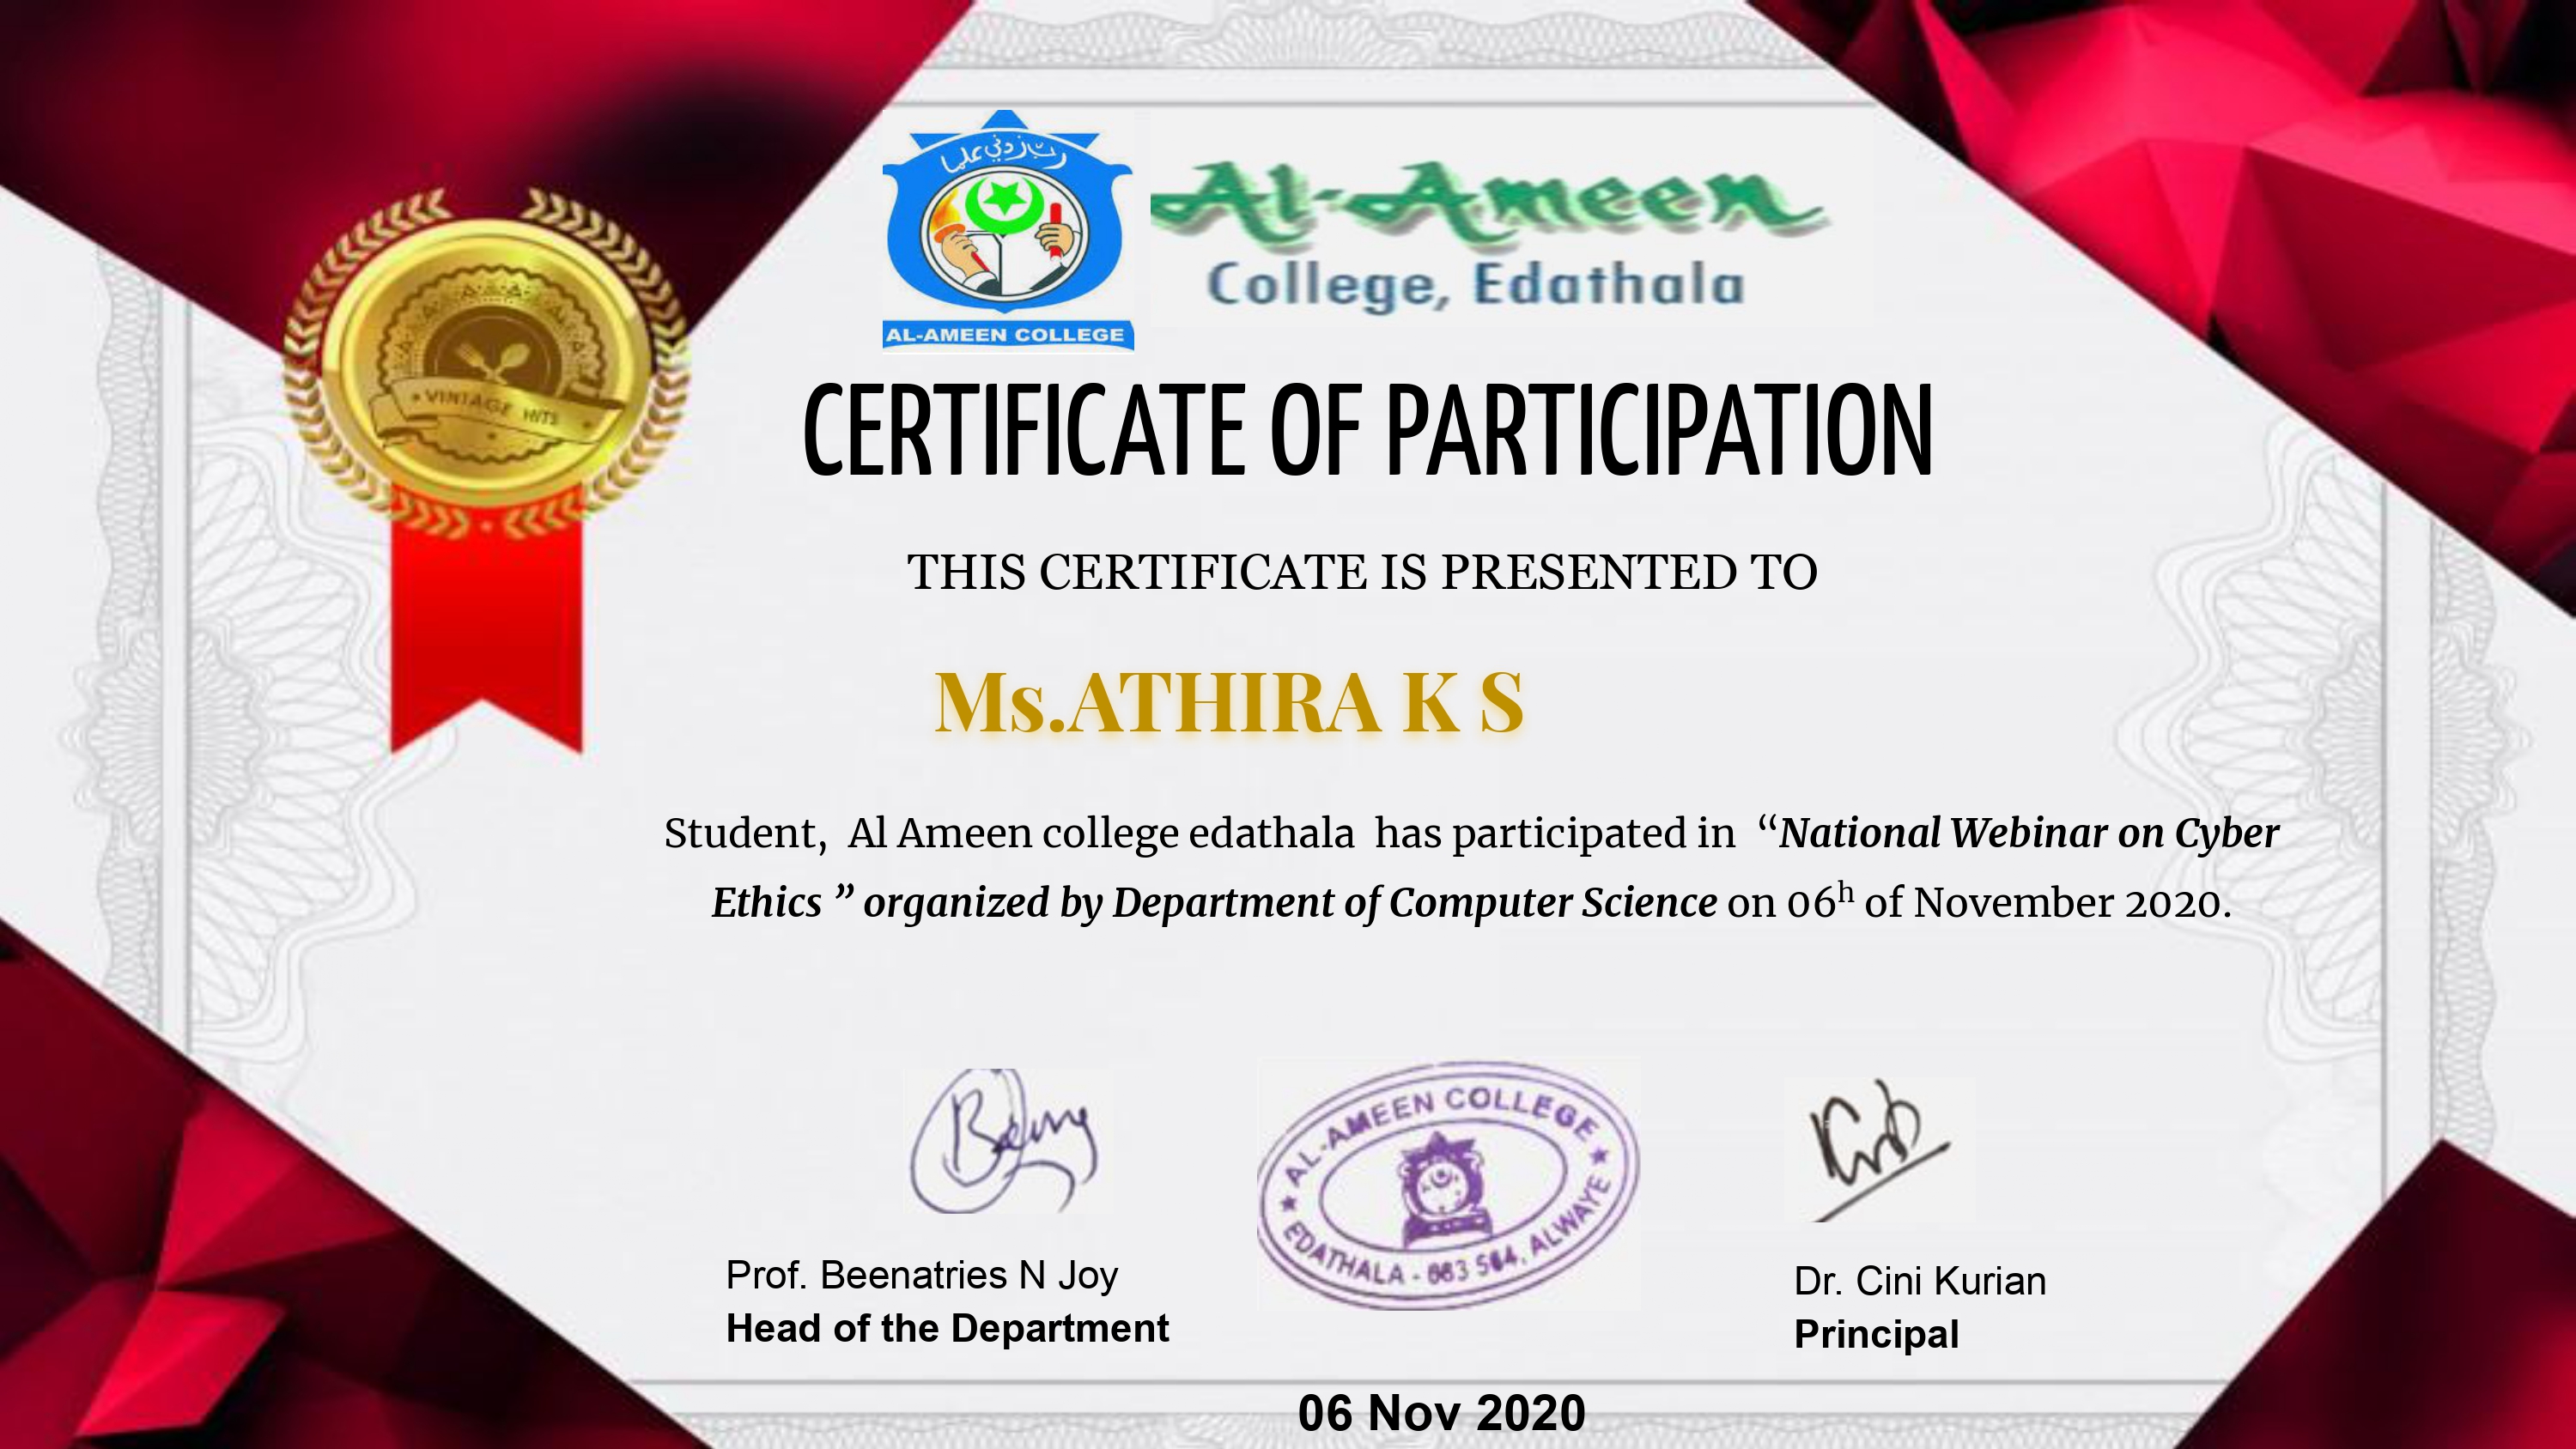 رب زدني علما
AL-AMEEN COLLEGE
Al-Ameen
College, Edathala
VINTAGE HITS
CERTIFICATE OF PARTICIPATION
THIS CERTIFICATE IS PRESENTED TO
Ms.ATHIRA K S
Student, Al Ameen college edathala has participated in “National Webinar on Cyber
Ethics ” organized by Department of Computer Science on 06ʰ of November 2020.
AL-AMEEN COLLEGE
EDATHALA - 683 564, ALWAYE
Prof. Beenatries N Joy
Head of the Department
Dr. Cini Kurian
Principal
06 Nov 2020